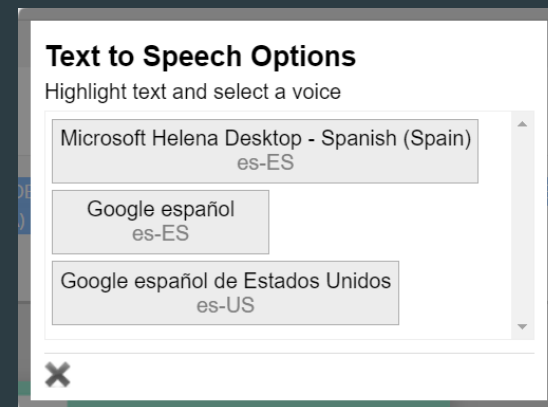 Text to Speech Options
Highlight text and select a voice
Microsoft Helena Desktop - Spanish (Spain)
es-ES
Google español
es-ES
Google español de Estados Unidos
es-US